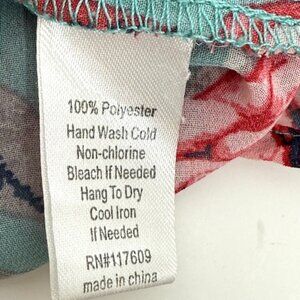 100% Polyester
Hand Wash Cold
Non-chlorine
Bleach If Needed
Hang To Dry
Cool Iron
If Needed
RN#117609
made in china